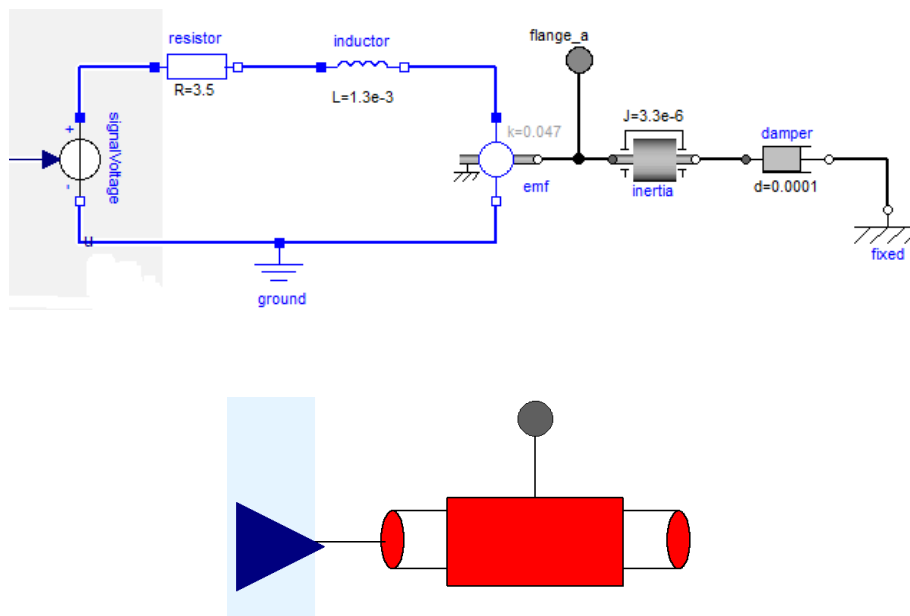 flange_a
resistor
inductor
R=3.5
L=1.3e-3
+
signalVoltage
-
k=0.047
J=3.3e-6
damper
emf
inertia
d=0.0001
u
fixed
ground